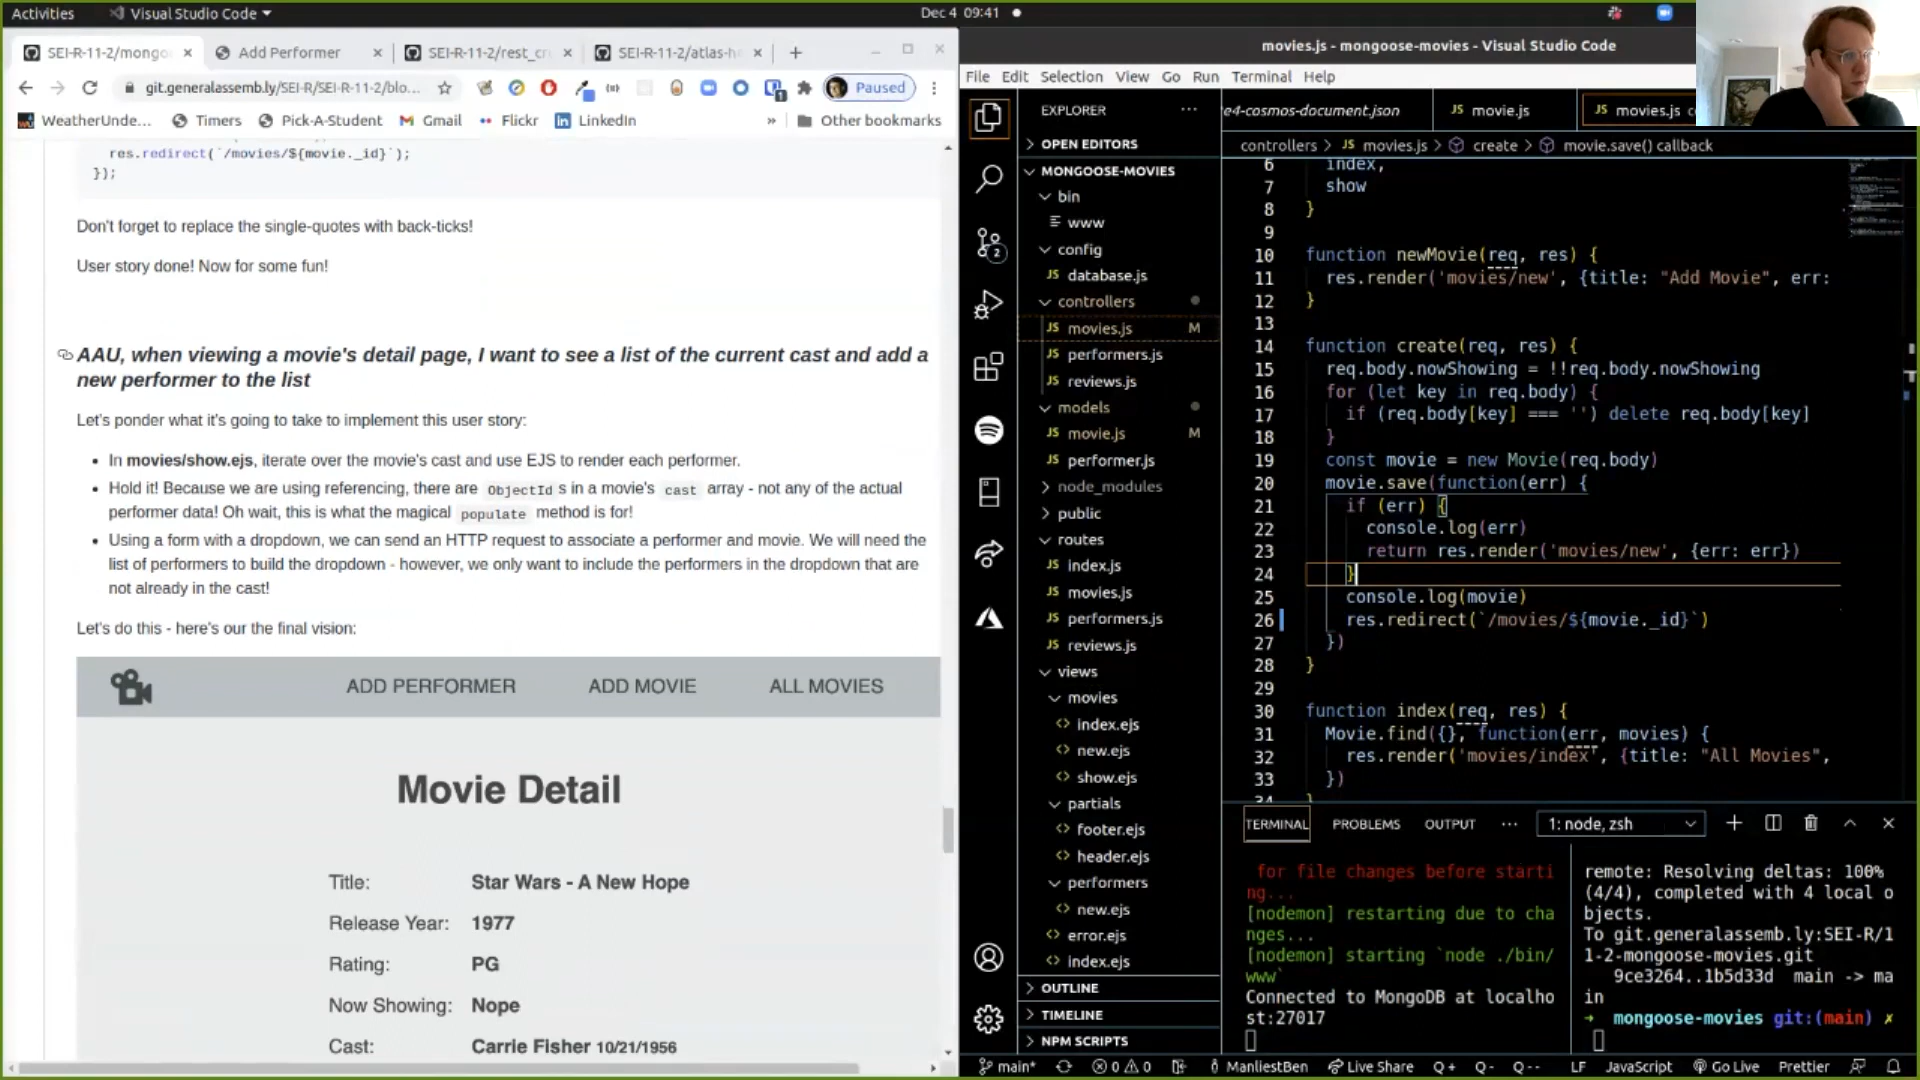 Activities
Visual Studio Code
Dec 4 09:41
SEI-R-11-2/mongo
Add Performer
SEI-R-11-2/rest_cr
SEI-R-11-2/atlas-h
git.generalassemb.ly/SEI-R/SEI-R-11-2/blo...
Paused
WeatherUnde...
Timers
Pick-A-Student
Gmail
Flickr
LinkedIn
»
Other bookmarks
res.redirect(`/movies/${movie._id}`);
});
Don't forget to replace the single-quotes with back-ticks!
User story done! Now for some fun!
AAU, when viewing a movie's detail page, I want to see a list of the current cast and add a
new performer to the list
Let's ponder what it's going to take to implement this user story:
• In movies/show.ejs, iterate over the movie's cast and use EJS to render each performer.
• Hold it! Because we are using referencing, there are ObjectId s in a movie's cast array - not any of the actual
performer data! Oh wait, this is what the magical populate method is for!
• Using a form with a dropdown, we can send an HTTP request to associate a performer and movie. We will need the
list of performers to build the dropdown - however, we only want to include the performers in the dropdown that are
not already in the cast!
Let's do this - here's our the final vision:
ADD PERFORMER
ADD MOVIE
ALL MOVIES
Movie Detail
Title: Star Wars - A New Hope
Release Year: 1977
Rating: PG
Now Showing: Nope
Cast: Carrie Fisher 10/21/1956
movies.js - mongoose-movies - Visual Studio Code
File Edit Selection View Go Run Terminal Help
EXPLORER
OPEN EDITORS
MONGOOSE-MOVIES
bin
www
config
JS database.js
controllers
JS movies.js M
JS performers.js
JS reviews.js
models
JS movie.js M
JS performer.js
node_modules
public
routes
JS index.js
JS movies.js
JS performers.js
JS reviews.js
views
movies
<> index.ejs
<> new.ejs
<> show.ejs
partials
<> footer.ejs
<> header.ejs
performers
<> new.ejs
<> error.ejs
<> index.ejs
OUTLINE
TIMELINE
NPM SCRIPTS
2
e4-cosmos-document.json
JS movie.js
JS movies.js
controllers > JS movies.js > create > movie.save() callback
6 index,
7 show
8 }
9
10 function newMovie(req, res) {
11 res.render('movies/new', {title: "Add Movie", err:
12 }
13
14 function create(req, res) {
15 req.body.nowShowing = !!req.body.nowShowing
16 for (let key in req.body) {
17 if (req.body[key] === '') delete req.body[key]
18 }
19 const movie = new Movie(req.body)
20 movie.save(function(err) {
21 if (err) {
22 console.log(err)
23 return res.render('movies/new', {err: err})
24 }
25 console.log(movie)
26 res.redirect(`/movies/${movie._id}`)
27 })
28 }
29
30 function index(req, res) {
31 Movie.find({}, function(err, movies) {
32 res.render('movies/index', {title: "All Movies",
33 })
34 }
TERMINAL
PROBLEMS
OUTPUT
1: node, zsh
for file changes before starti
ng...
[nodemon] restarting due to cha
nges...
[nodemon] starting `node ./bin/
www`
Connected to MongoDB at localho
st:27017
remote: Resolving deltas: 100%
(4/4), completed with 4 local o
bjects.
To git.generalassemb.ly:SEI-R/1
1-2-mongoose-movies.git
9ce3264..1b5d33d main -> ma
in
→ mongoose-movies git:(main) ✗
main*
0
0
ManliestBen
Live Share
Q+
Q-
Q--
LF
JavaScript
Go Live
Prettier